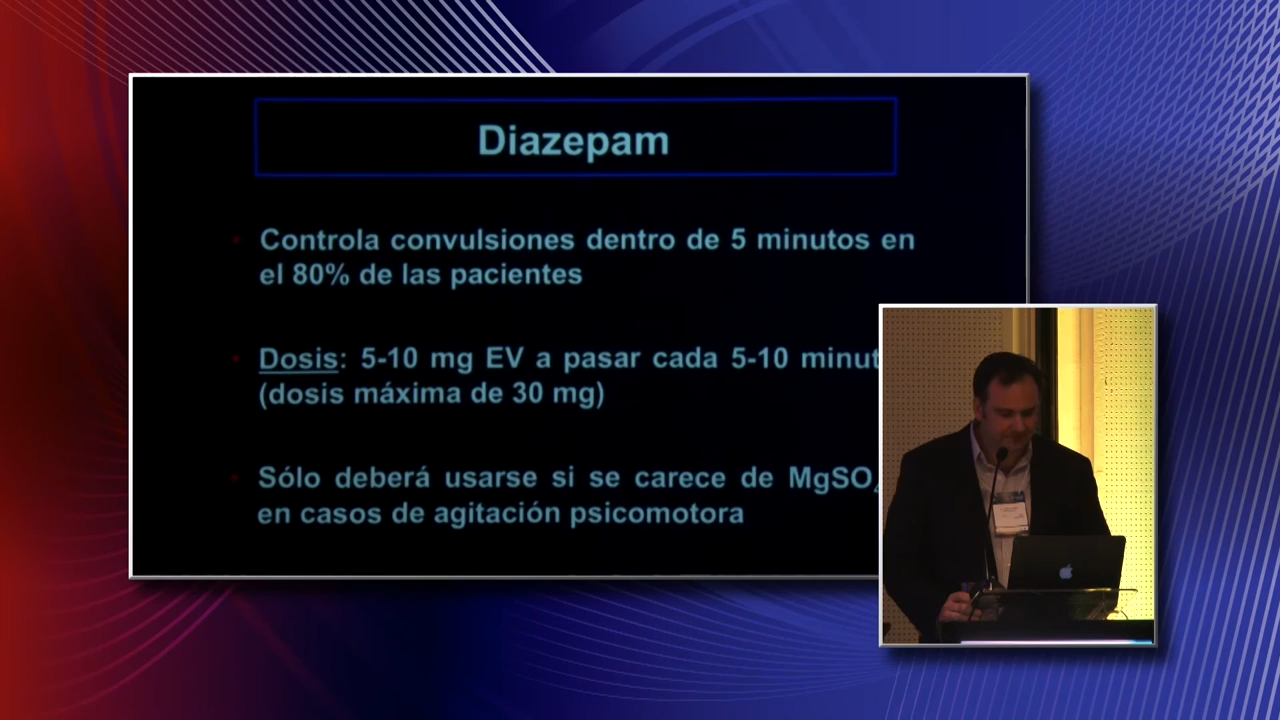 Diazepam
Controla convulsiones dentro de 5 minutos en
el 80% de las pacientes
Dosis: 5-10 mg EV a pasar cada 5-10
(dosis máxima de 30 mg)
Sólo deberá usarse si se carece de MgSO₄
en casos de agitación psicomotora